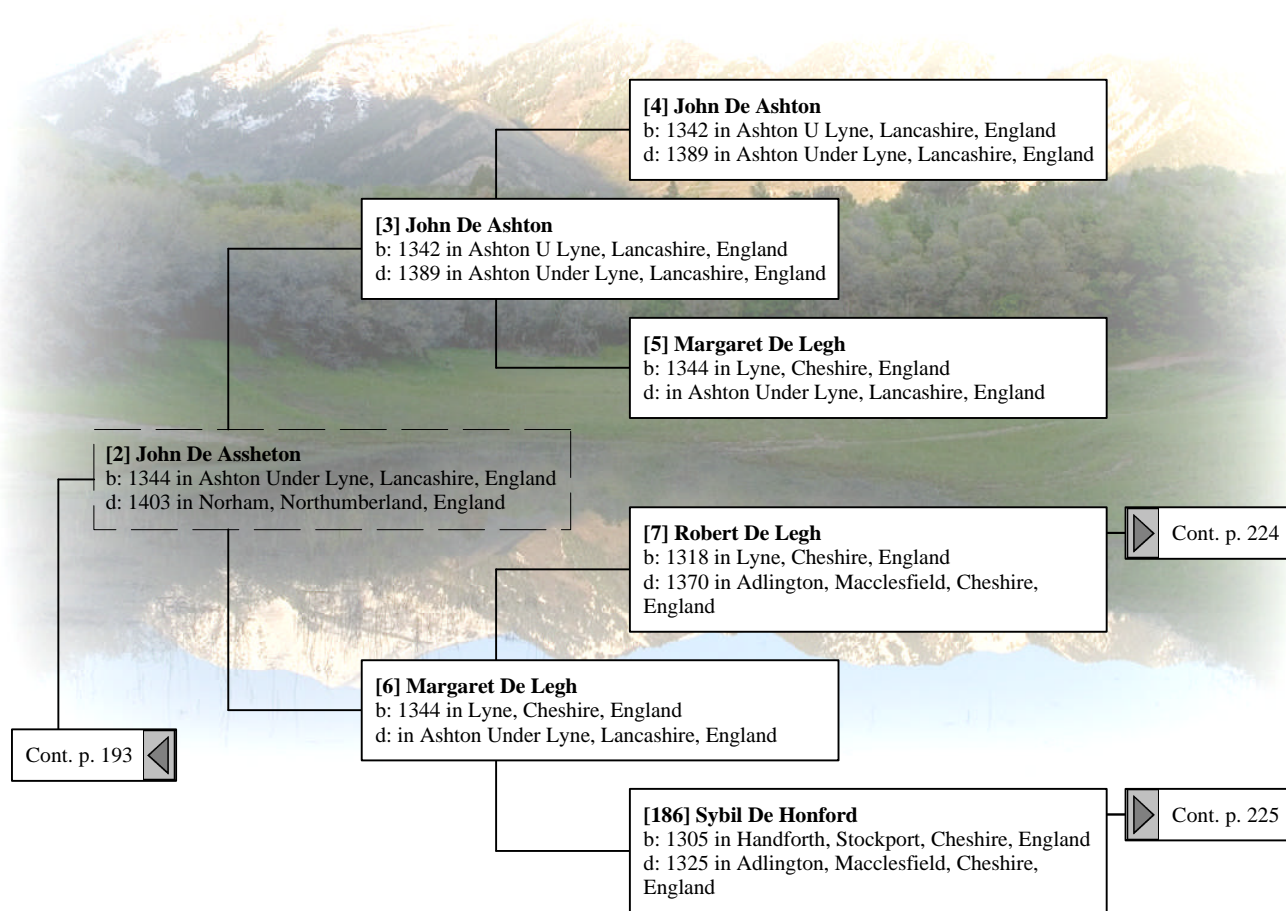 [4] John De Ashton
b: 1342 in Ashton U Lyne, Lancashire, England
d: 1389 in Ashton Under Lyne, Lancashire, England
[3] John De Ashton
b: 1342 in Ashton U Lyne, Lancashire, England
d: 1389 in Ashton Under Lyne, Lancashire, England
[5] Margaret De Legh
b: 1344 in Lyne, Cheshire, England
d: in Ashton Under Lyne, Lancashire, England
[2] John De Assheton
b: 1344 in Ashton Under Lyne, Lancashire, England
d: 1403 in Norham, Northumberland, England
[7] Robert De Legh
b: 1318 in Lyne, Cheshire, England
d: 1370 in Adlington, Macclesfield, Cheshire,
England
Cont. p. 224
[6] Margaret De Legh
b: 1344 in Lyne, Cheshire, England
d: in Ashton Under Lyne, Lancashire, England
Cont. p. 193
[186] Sybil De Honford
b: 1305 in Handforth, Stockport, Cheshire, England
d: 1325 in Adlington, Macclesfield, Cheshire,
England
Cont. p. 225